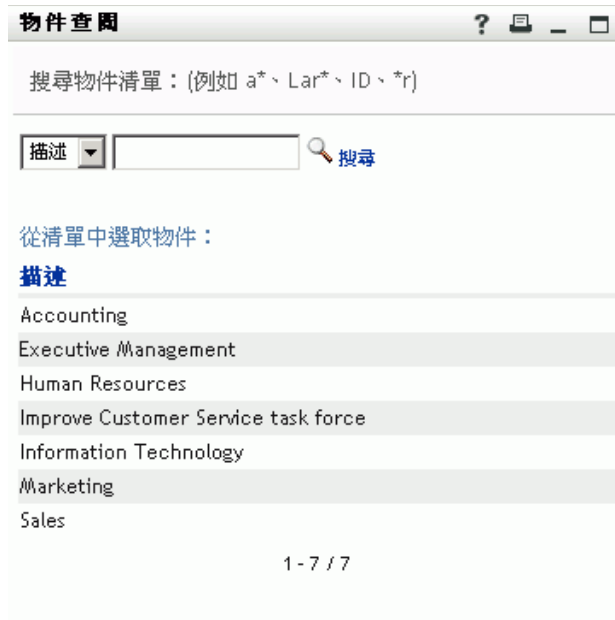 物件查閱
?
搜尋物件清單：(例如 a*、Lar*、ID、*r)
描述
搜尋
從清單中選取物件：
描述
Accounting
Executive Management
Human Resources
Improve Customer Service task force
Information Technology
Marketing
Sales
1 - 7 / 7